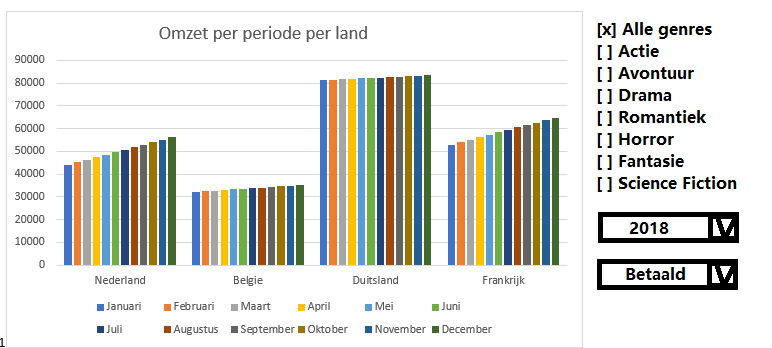 Omzet per periode per land
90000
80000
70000
60000
50000
40000
30000
20000
10000
0
Nederland Belgie Duitsland Frankrijk
Januari Februari Maart April Mei Juni
Juli Augustus September Oktober November December
1
[x] Alle genres
[ ] Actie
[ ] Avontuur
[ ] Drama
[ ] Romantiek
[ ] Horror
[ ] Fantasie
[ ] Science Fiction
2018 V
Betaald V